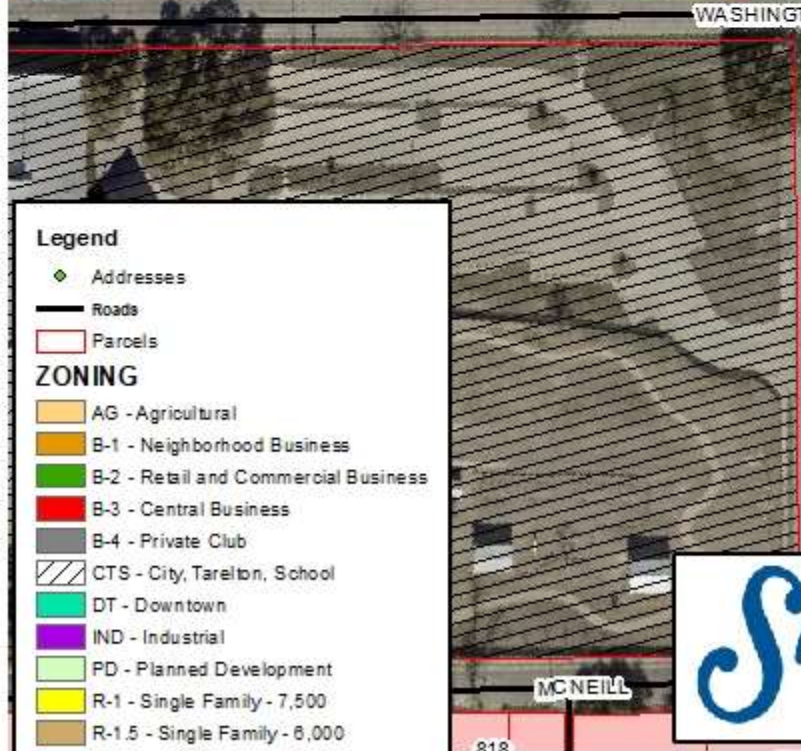 WASHINGT
Legend
Addresses
Roads
Parcels
ZONING
AG - Agricultural
B-1 - Neighborhood Business
B-2 - Retail and Commercial Business
B-3 - Central Business
B-4 - Private Club
CTS - City, Tarelton, School
DT - Downtown
IND - Industrial
PD - Planned Development
R-1 - Single Family - 7,500
R-1.5 - Single Family - 6,000
MCNEILL
818